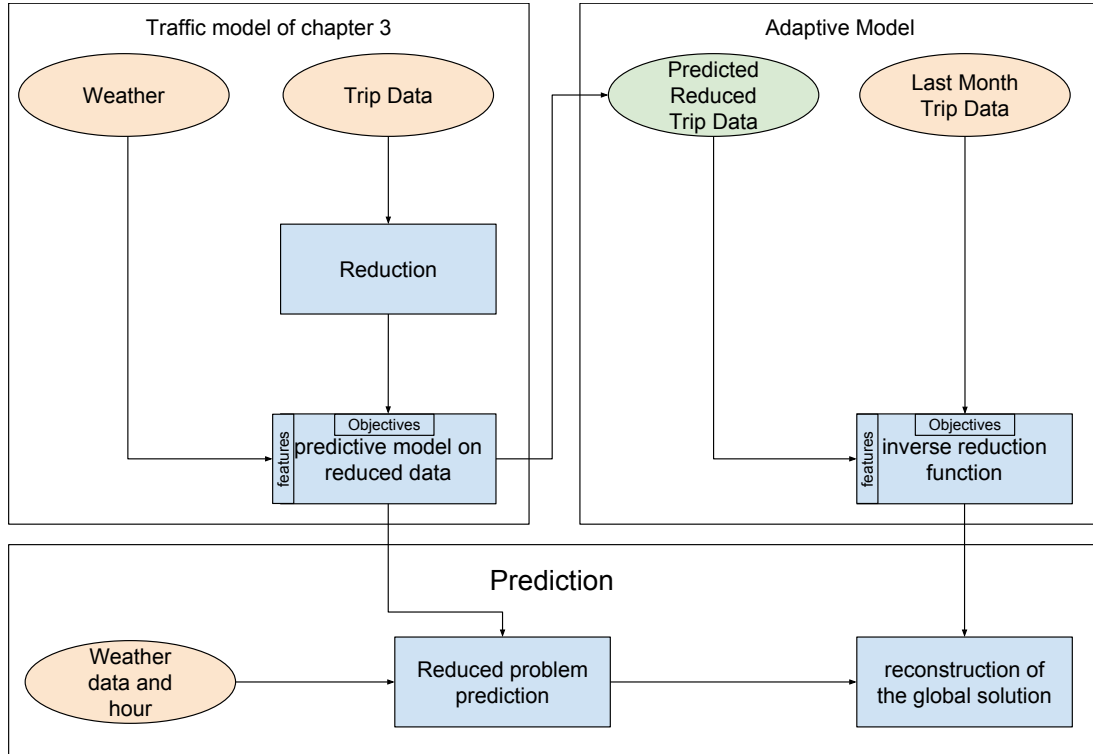 Traffic model of chapter 3
Weather
Trip Data
Reduction
Objectives
features
predictive model on
reduced data
Adaptive Model
Predicted
Reduced
Trip Data
Last Month
Trip Data
Objectives
features
inverse reduction
function
Prediction
Weather
data and
hour
Reduced problem
prediction
reconstruction of
the global solution